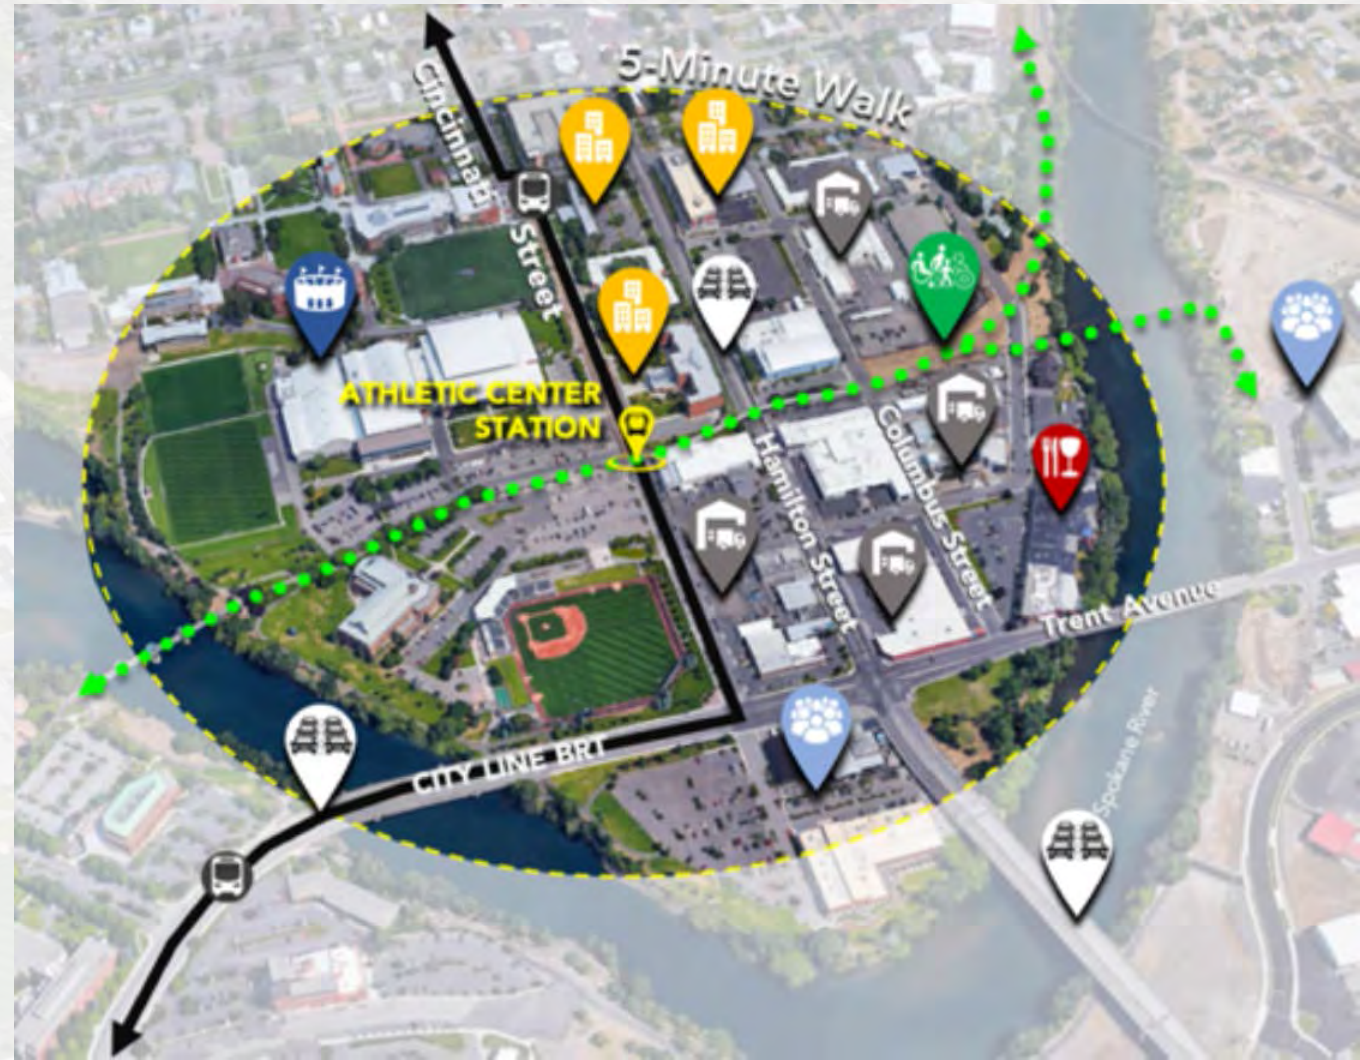 5-Minute Walk
Cincinnati
Street
ATHLETIC CENTER
STATION
Hamilton Street
Columbus Street
Trent Avenue
CITY LINE BRT
Spokane River